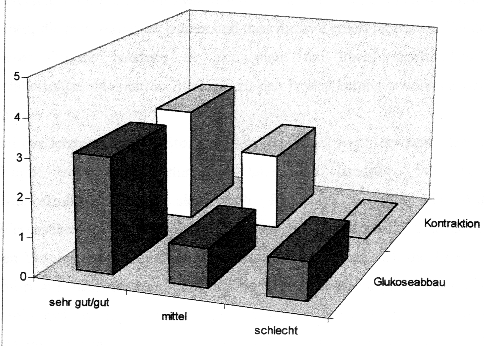 5
4
3
2
1
0
sehr gut/gut
mittel
schlecht
Glukoseabbau
Kontraktion